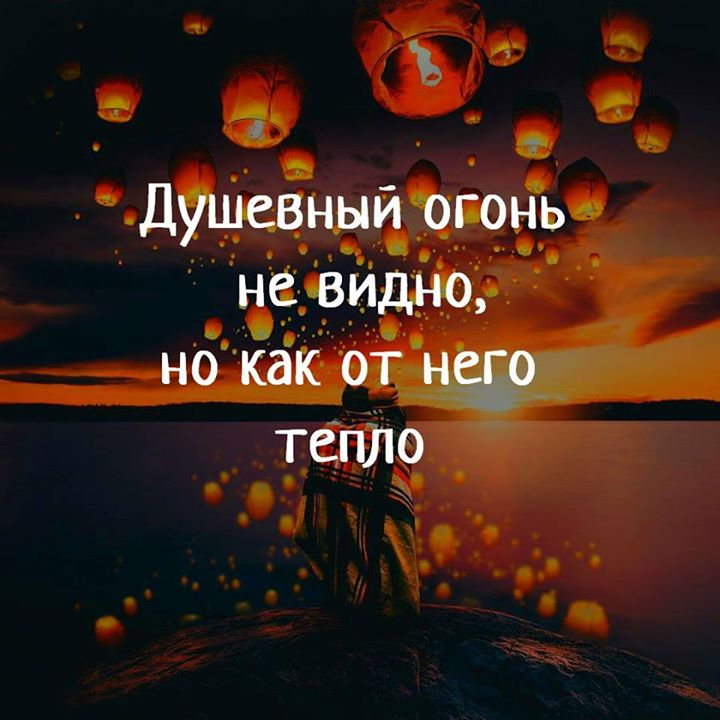 Душевный огонь
не видно,
но как от него
тепло